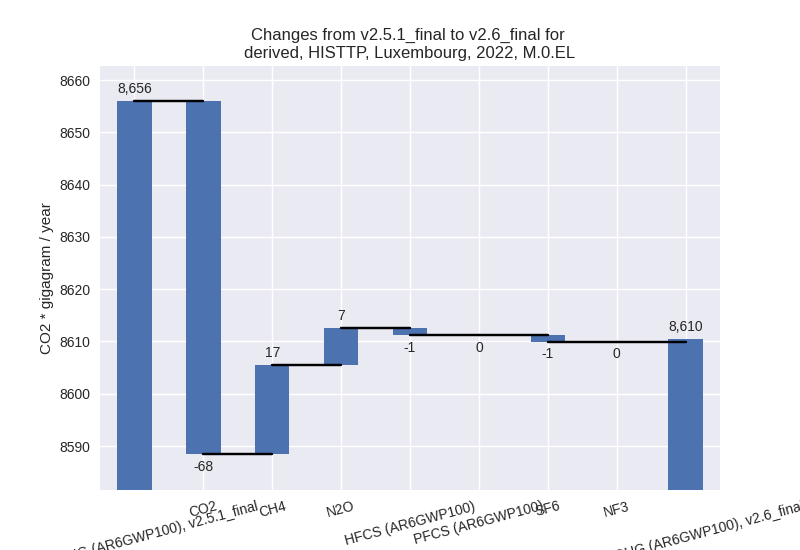 Changes from v2.5.1_final to v2.6_final for
derived, HISTTP, Luxembourg, 2022, M.0.EL
CO2 * gigagram / year
8660
8650
8640
8630
8620
8610
8600
8590
8,656
-68
17
7
-1
0
-1
0
8,610
(AR6GWP100), v2.5.1_final
CO2
CH4
N2O
HFCS (AR6GWP100)
PFCS (AR6GWP100)
SF6
NF3
(AR6GWP100), v2.6_final